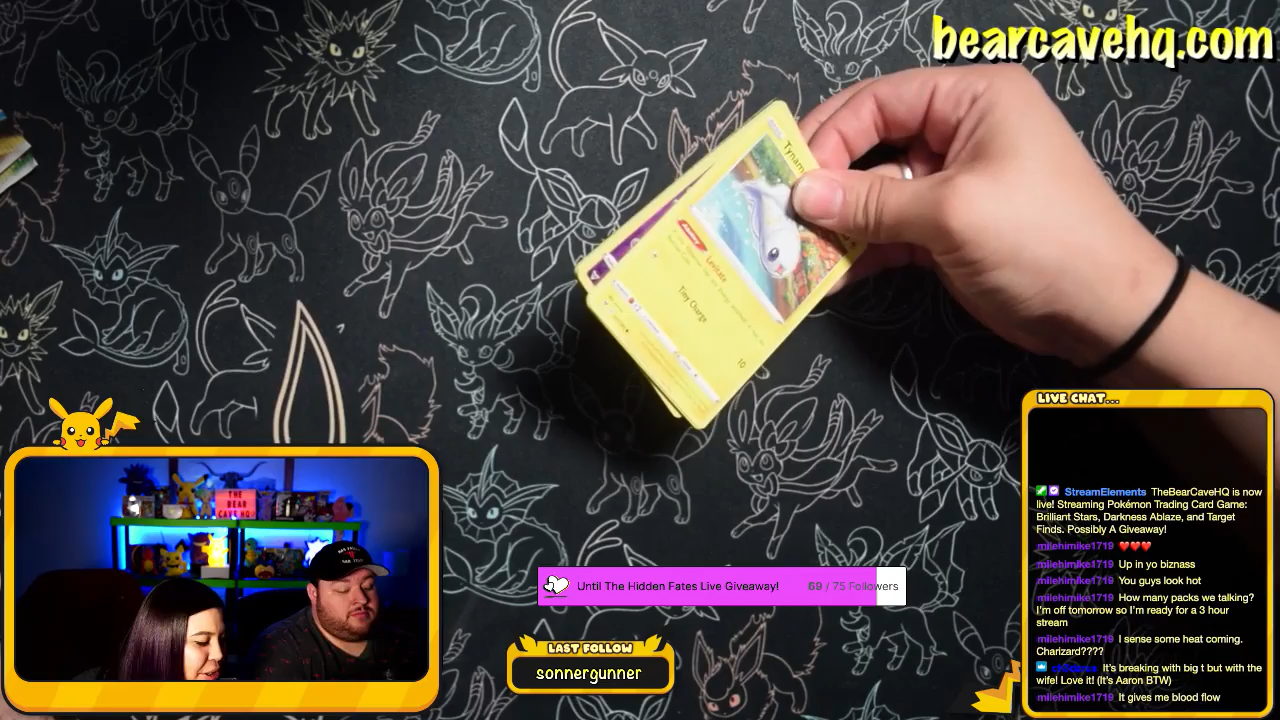 bearcavehq.com
Tynam
Ability
Levitate
Tiny Charge
10
THE
BEAR
CAVE HQ
LIVE CHAT...
StreamElements TheBearCaveHQ is now
live! Streaming Pokémon Trading Card Game:
Brilliant Stars, Darkness Ablaze, and Target
Finds. Possibly A Giveaway!
milehimike1719 ❤❤❤
milehimike1719 Up in yo biznass
milehimike1719 You guys look hot
milehimike1719 How many packs we talking?
I'm off tomorrow so I'm ready for a 3 hour
stream
milehimike1719 I sense some heat coming.
Charizard????
It's breaking with big t but with the
wife! Love it! (It's Aaron BTW)
milehimike1719 It gives me blood flow
Until The Hidden Fates Live Giveaway! 69 / 75 Followers
LAST FOLLOW
sonnergunner